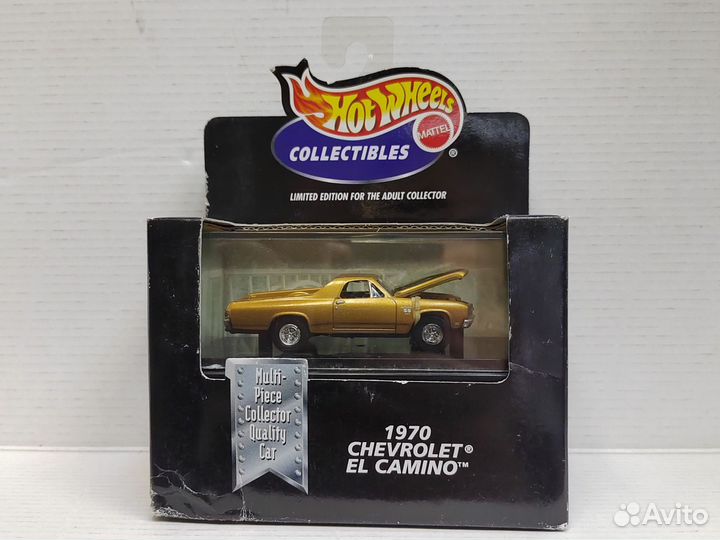 HOT WHEELS
MATTEL
COLLECTIBLES ®
LIMITED EDITION FOR THE ADULT COLLECTOR
SS
Multi-
Piece
Collector
Quality
Car
1970
CHEVROLET®
EL CAMINO™
Avito